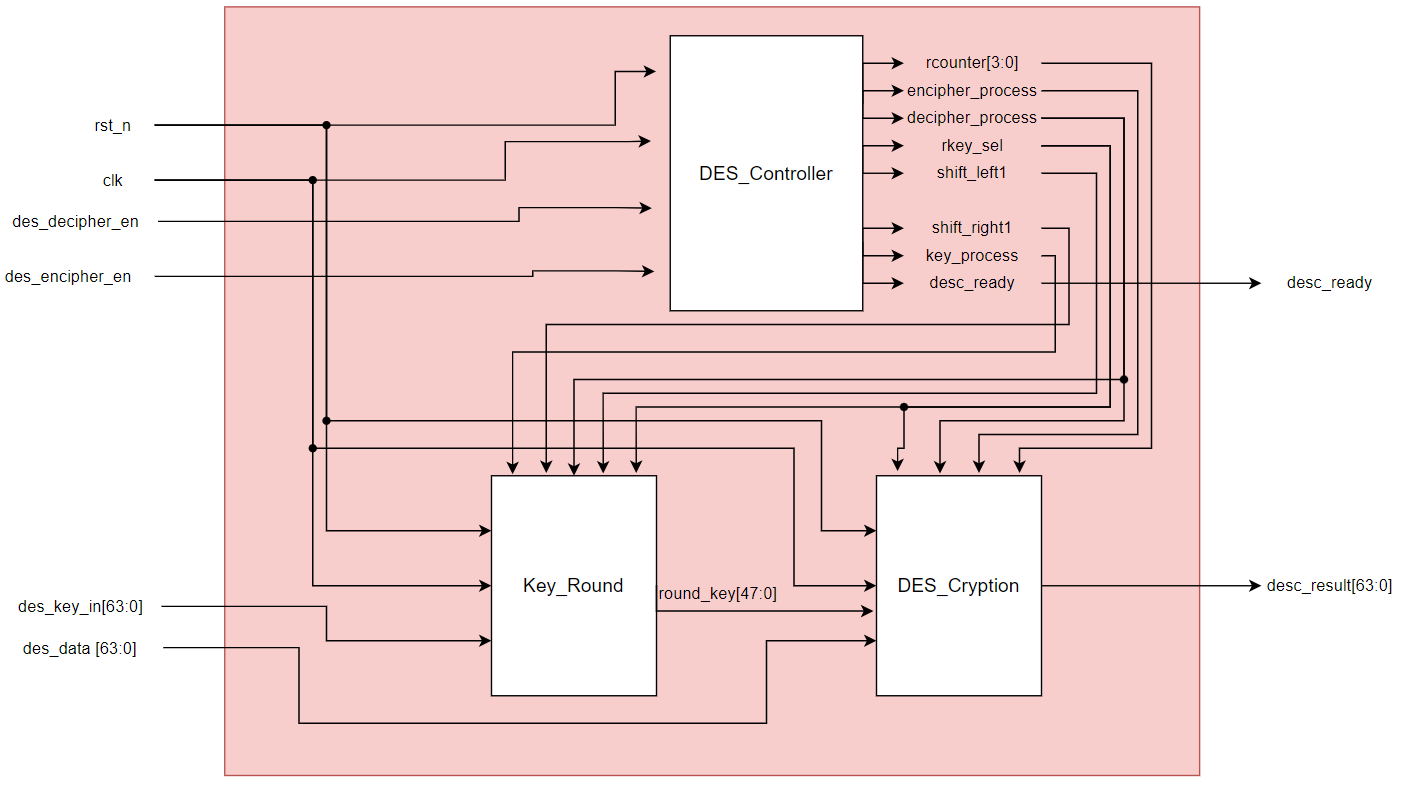 rcounter[3:0]
encipher_process
decipher_process
rkey_sel
shift_left1
shift_right1
key_process
desc_ready
DES_Controller
rst_n
clk
des_decipher_en
des_encipher_en
desc_ready
Key_Round
round_key[47:0]
DES_Cryption
desc_result[63:0]
des_key_in[63:0]
des_data [63:0]